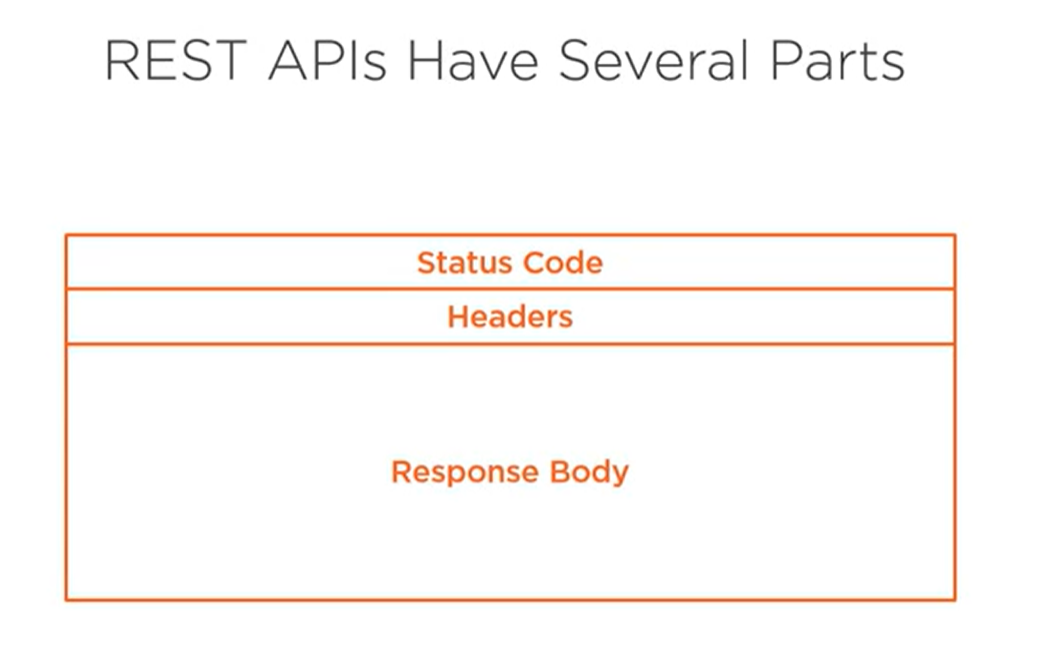 REST APIs Have Several Parts
Status Code
Headers
Response Body